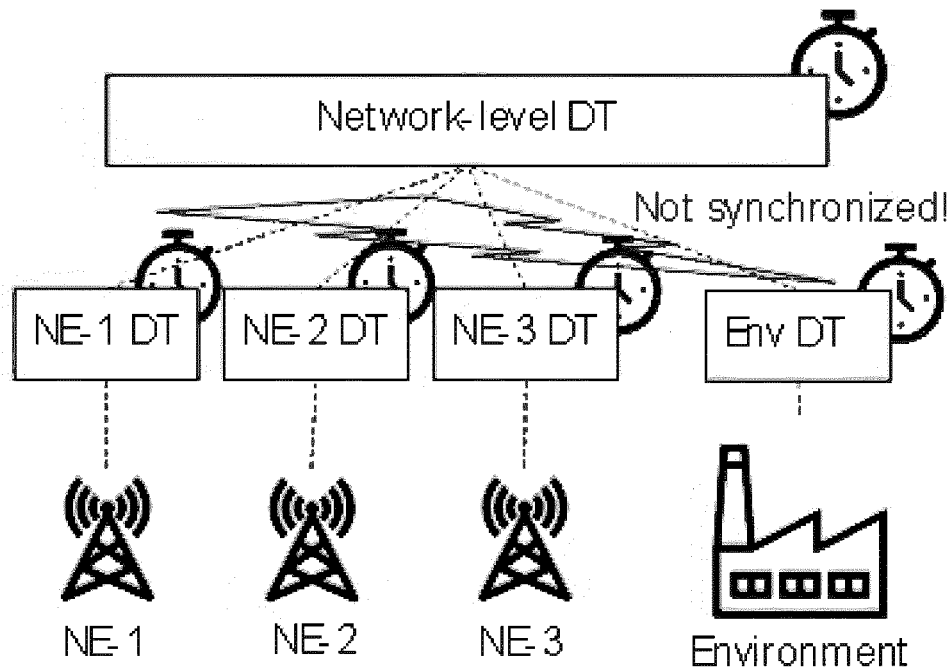 Network-level DT
Not synchronized!
NE-1 DT
NE-2 DT
NE-3 DT
Env DT
NE-1
NE-2
NE-3
Environment